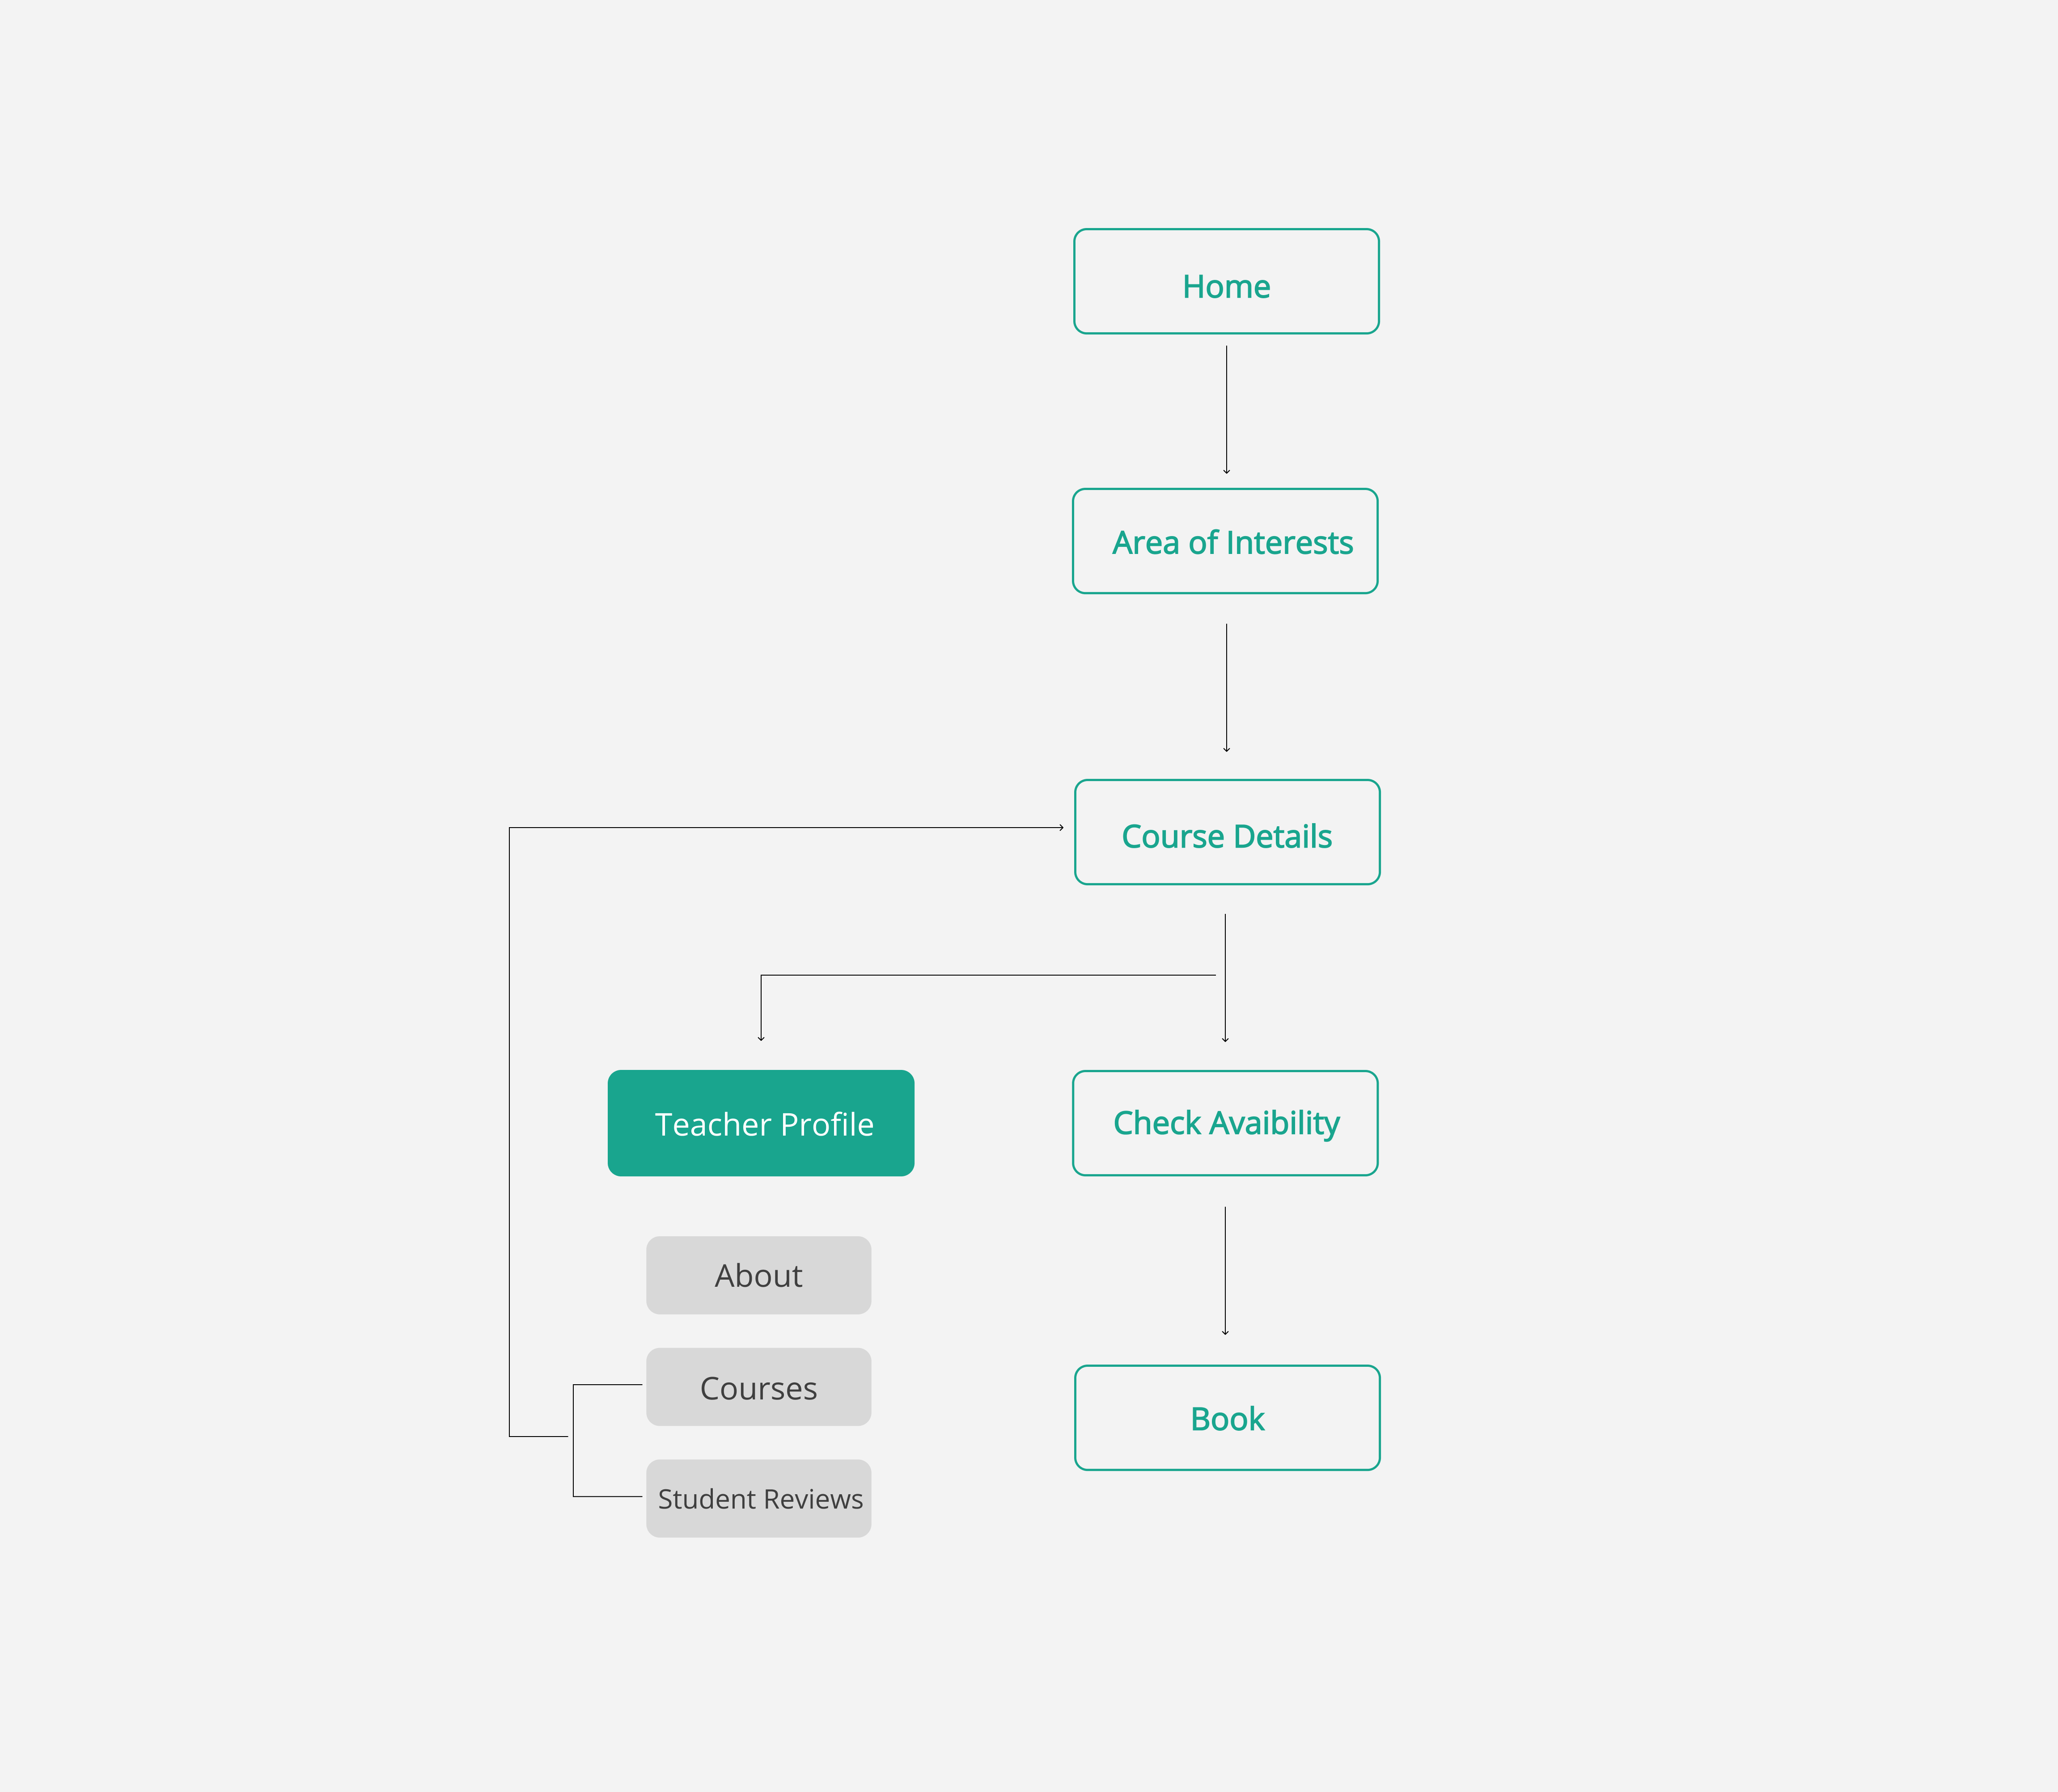 Home
Area of Interests
Course Details
Teacher Profile
Check Avaibility
About
Courses
Student Reviews
Book